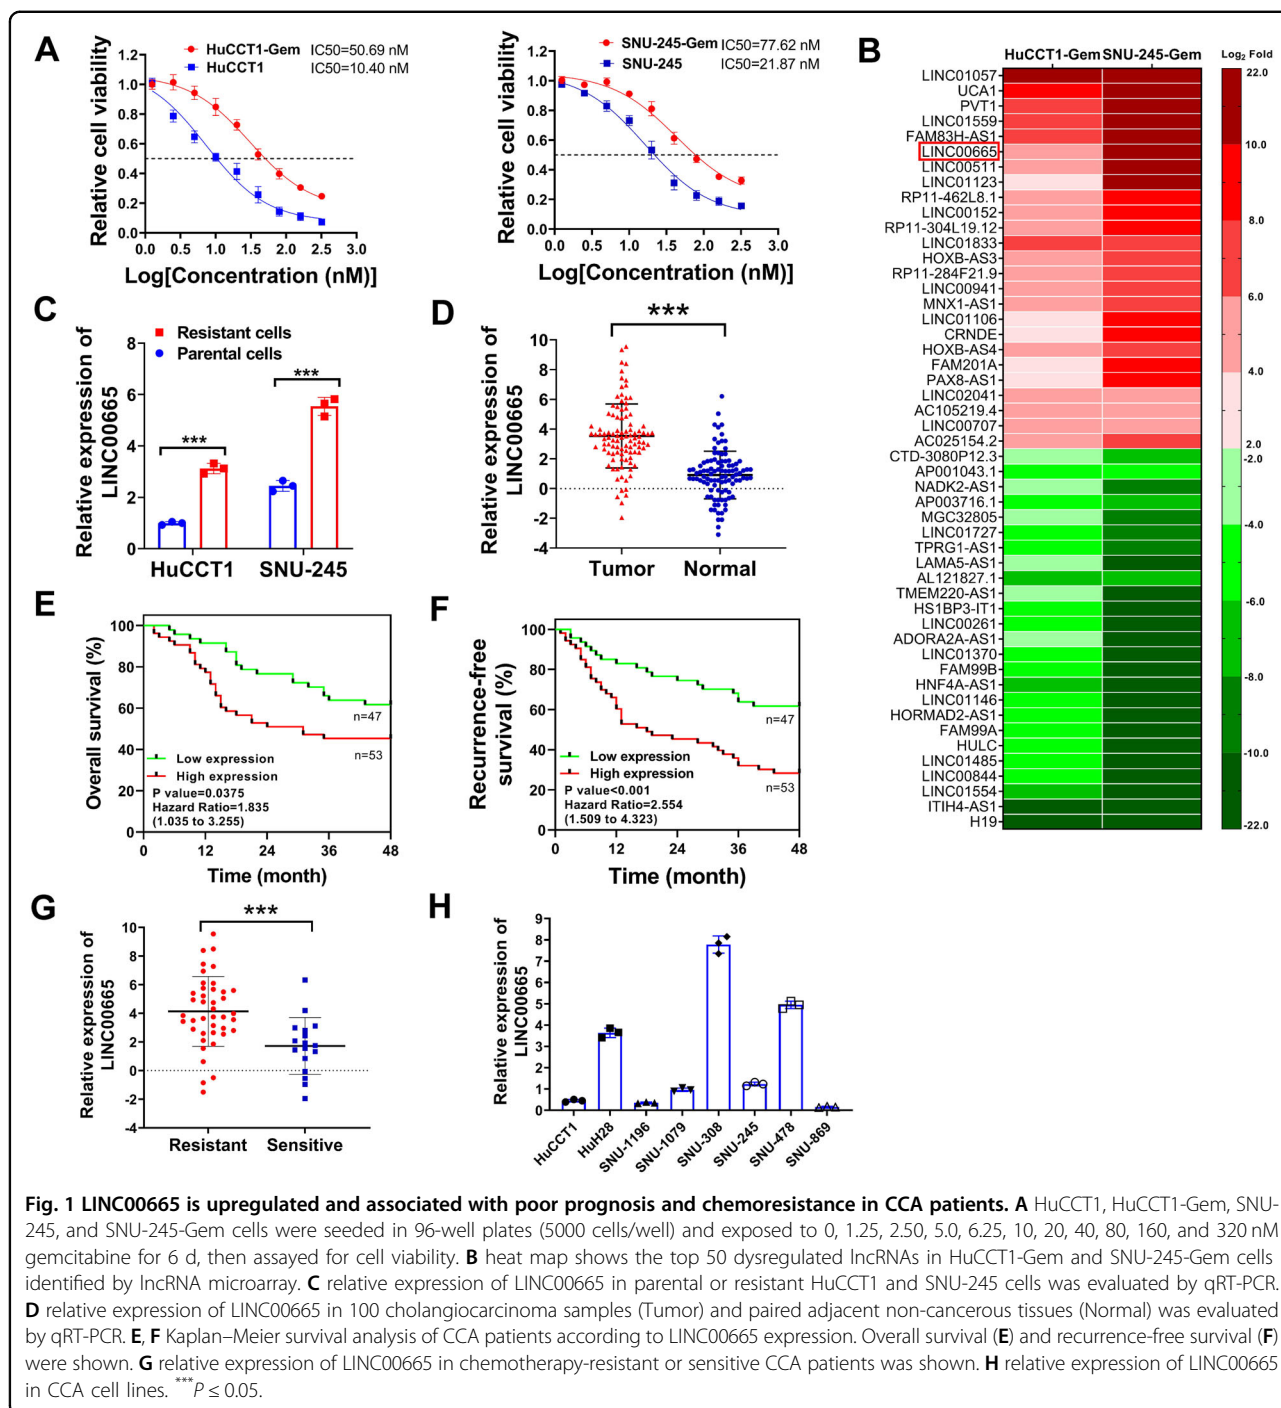 A
HuCCT1-Gem IC50=50.69 nM
HuCCT1 IC50=10.40 nM
Relative cell viability
1.2
1.0
0.8
0.6
0.4
0.2
0.0
0.0 0.5 1.0 1.5 2.0 2.5 3.0
Log[Concentration (nM)]
SNU-245-Gem IC50=77.62 nM
SNU-245 IC50=21.87 nM
Relative cell viability
1.2
1.0
0.8
0.6
0.4
0.2
0.0
0.0 0.5 1.0 1.5 2.0 2.5 3.0
Log[Concentration (nM)]
B
HuCCT1-Gem SNU-245-Gem
Log2 Fold
LINC01057
UCA1
PVT1
LINC01559
FAM83H-AS1
LINC00665
LINC00511
LINC01123
RP11-462L8.1
LINC00152
RP11-304L19.12
LINC01833
HOXB-AS3
RP11-284F21.9
LINC00941
MNX1-AS1
LINC01106
CRNDE
HOXB-AS4
FAM201A
PAX8-AS1
LINC02041
AC105219.4
LINC00707
AC025154.2
CTD-3080P12.3
AP001043.1
NADK2-AS1
AP003716.1
MGC32805
LINC01727
TPRG1-AS1
LAMA5-AS1
AL121827.1
TMEM220-AS1
HS1BP3-IT1
LINC00261
ADORA2A-AS1
LINC01370
FAM99B
HNF4A-AS1
LINC01146
HORMAD2-AS1
FAM99A
HULC
LINC01485
LINC00844
LINC01554
ITIH4-AS1
H19
22.0
10.0
8.0
6.0
4.0
2.0
-2.0
-4.0
-6.0
-8.0
-10.0
-22.0
C
Resistant cells
Parental cells
Relative expression of
LINC00665
8
6
4
2
0
***
***
HuCCT1 SNU-245
D
***
Relative expression of
LINC00665
10
8
6
4
2
0
-2
-4
Tumor Normal
E
Overall survival (%)
100
80
60
40
20
0
n=47
n=53
Low expression
High expression
P value=0.0375
Hazard Ratio=1.835
(1.035 to 3.255)
0 12 24 36 48
Time (month)
F
Recurrence-free
survival (%)
100
80
60
40
20
0
n=47
n=53
Low expression
High expression
P value<0.001
Hazard Ratio=2.554
(1.509 to 4.323)
0 12 24 36 48
Time (month)
G
***
Relative expression of
LINC00665
10
8
6
4
2
0
-2
-4
Resistant Sensitive
H
Relative expression of
LINC00665
9
8
7
6
5
4
3
2
1
0
HuCCT1
HuH28
SNU-1196
SNU-1079
SNU-308
SNU-245
SNU-478
SNU-869
Fig. 1 LINC00665 is upregulated and associated with poor prognosis and chemoresistance in CCA patients. A HuCCT1, HuCCT1-Gem, SNU-
245, and SNU-245-Gem cells were seeded in 96-well plates (5000 cells/well) and exposed to 0, 1.25, 2.50, 5.0, 6.25, 10, 20, 40, 80, 160, and 320 nM
gemcitabine for 6 d, then assayed for cell viability. B heat map shows the top 50 dysregulated lncRNAs in HuCCT1-Gem and SNU-245-Gem cells
identified by lncRNA microarray. C relative expression of LINC00665 in parental or resistant HuCCT1 and SNU-245 cells was evaluated by qRT-PCR.
D relative expression of LINC00665 in 100 cholangiocarcinoma samples (Tumor) and paired adjacent non-cancerous tissues (Normal) was evaluated
by qRT-PCR. E, F Kaplan–Meier survival analysis of CCA patients according to LINC00665 expression. Overall survival (E) and recurrence-free survival (F)
were shown. G relative expression of LINC00665 in chemotherapy-resistant or sensitive CCA patients was shown. H relative expression of LINC00665
in CCA cell lines. ***P ≤ 0.05.